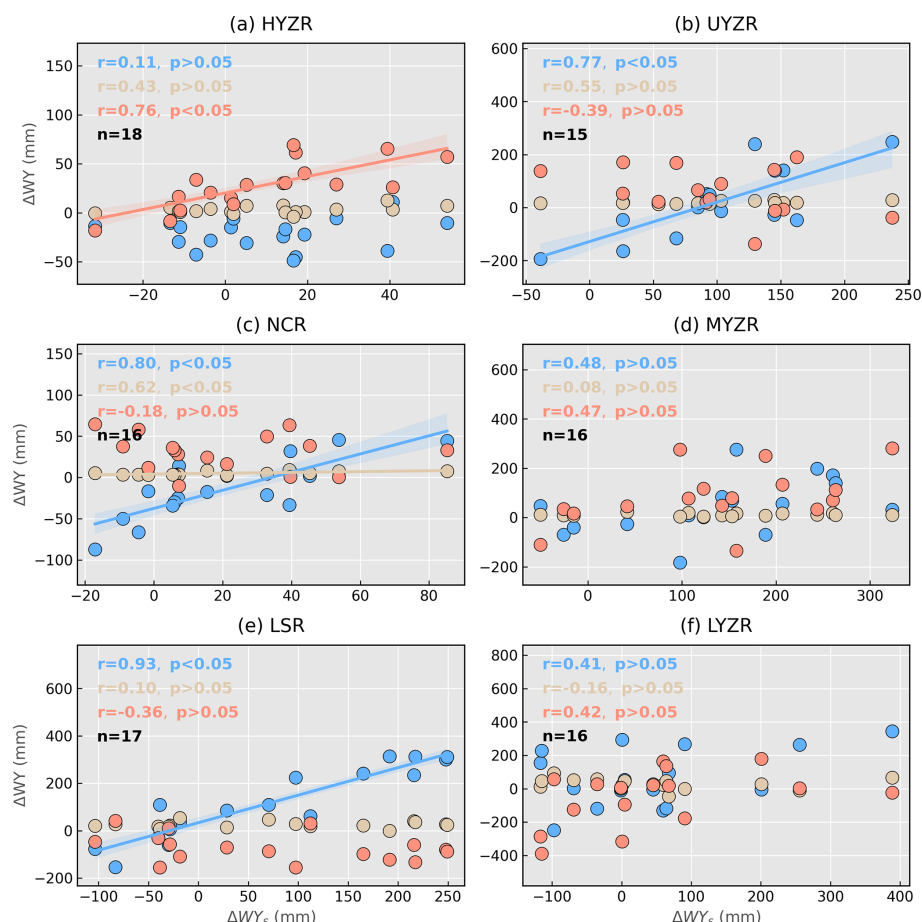 (a) HYZR
(b) UYZR
r=0.11, p>0.05
r=0.43, p>0.05
r=0.76, p<0.05
n=18
r=0.77, p<0.05
r=0.55, p>0.05
r=-0.39, p>0.05
n=15
ΔWY (mm)
150
100
50
0
−50
600
400
200
0
−200
−20 0 20 40
−50 0 50 100 150 200 250
(c) NCR
(d) MYZR
r=0.80, p<0.05
r=0.62, p<0.05
r=-0.18, p>0.05
n=16
r=0.48, p>0.05
r=0.08, p>0.05
r=0.47, p>0.05
n=16
ΔWY (mm)
150
100
50
0
−50
−100
600
400
200
0
−200
−20 0 20 40 60 80
0 100 200 300
(e) LSR
(f) LYZR
r=0.93, p<0.05
r=0.10, p>0.05
r=-0.36, p>0.05
n=17
r=0.41, p>0.05
r=-0.16, p>0.05
r=0.42, p>0.05
n=16
ΔWY (mm)
600
400
200
0
−200
800
600
400
200
0
−200
−400
−100 −50 0 50 100 150 200 250
−100 0 100 200 300 400
ΔWYs (mm)
ΔWYs (mm)